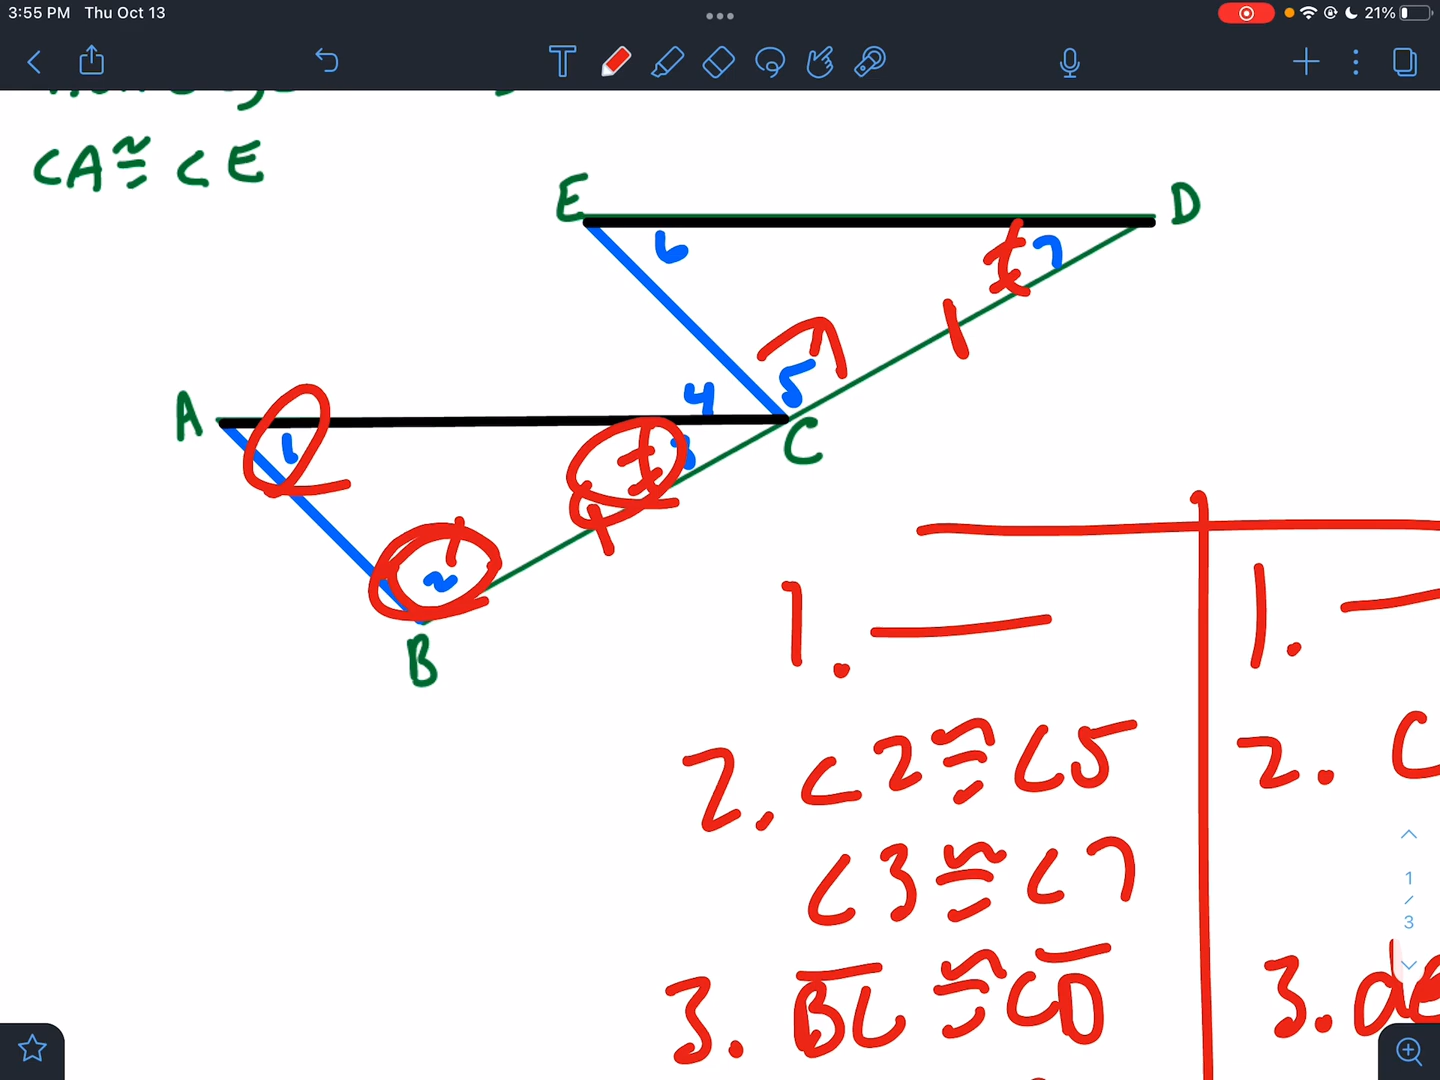 3:55 PM Thu Oct 13
21%
∠A ≅ ∠E
E
D
6
7
5
4
A
C
1
3
2
B
1.
1.
2. ∠2 ≅ ∠5
2. C
∠3 ≅ ∠7
3. BC ≅ CD
3. de
1
/
3